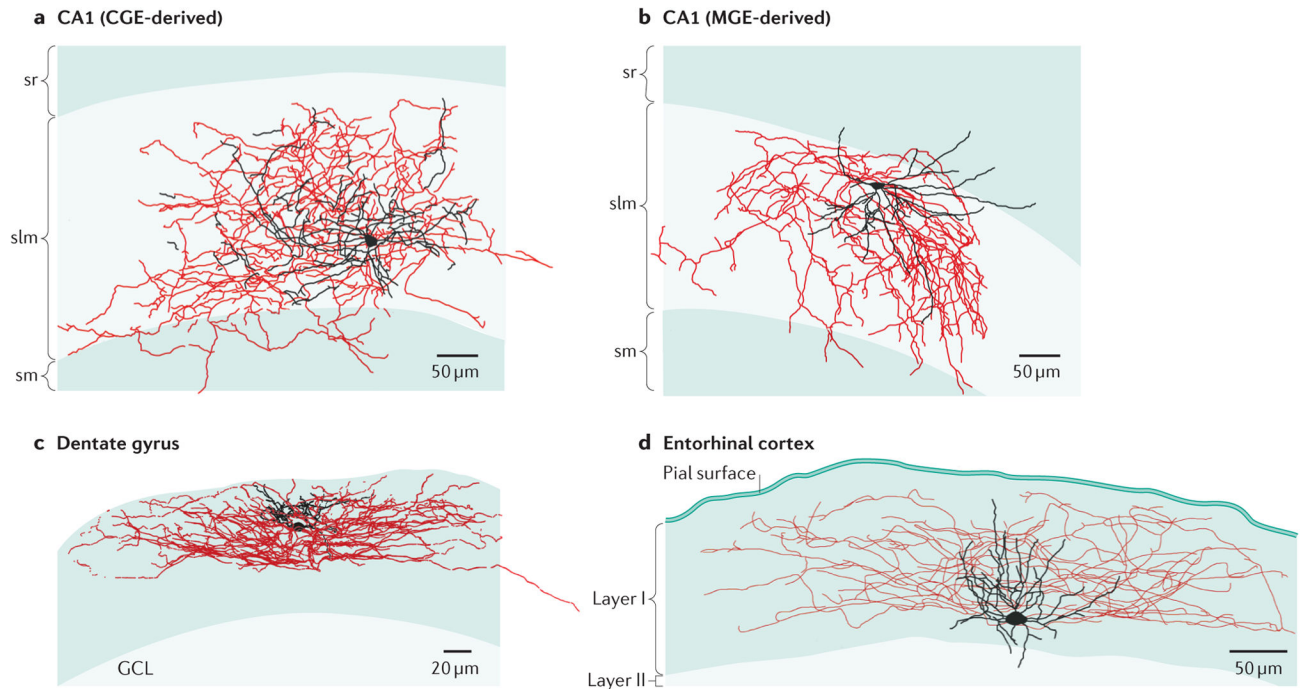 a CA1 (CGE-derived)
sr
slm
sm
50 µm
b CA1 (MGE-derived)
sr
slm
sm
50 µm
c Dentate gyrus
GCL
20 µm
d Entorhinal cortex
Pial surface
Layer I
Layer II
50 µm